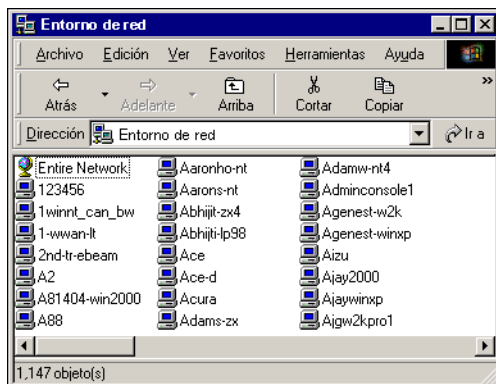 Entorno de red
Archivo Edición Ver Favoritos Herramientas Ayuda
Atrás Adelante Arriba Cortar Copiar »
Dirección Entorno de red Ir a
Entire Network Aaronho-nt Adamw-nt4
123456 Aarons-nt Adminconsole1
1winnt_can_bw Abhijit-zx4 Agenest-w2k
1-wwan-lt Abhijti-lp98 Agenest-winxp
2nd-tr-ebeam Ace Aizu
A2 Ace-d Ajay2000
A81404-win2000 Acura Ajaywinxp
A88 Adams-zx Ajgw2kpro1
1,147 objeto(s)